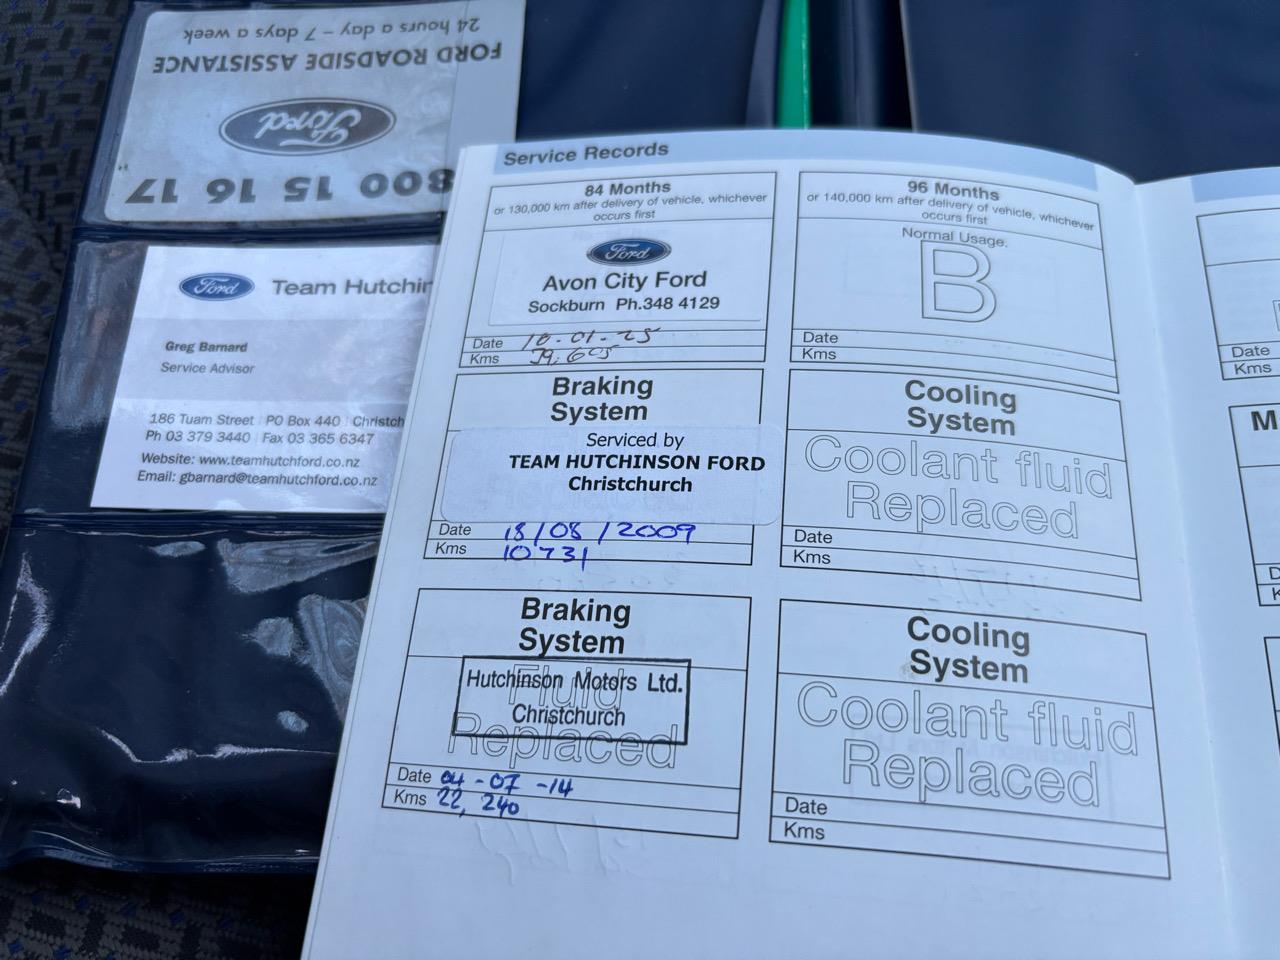 24 hours a day – 7 days a week
FORD ROADSIDE ASSISTANCE
Ford
800 15 16 17
Ford Team Hutchin
Greg Barnard
Service Advisor
186 Tuam Street | PO Box 440 | Christch
Ph 03 379 3440 | Fax 03 365 6347
Website: www.teamhutchford.co.nz
Email: gbarnard@teamhutchford.co.nz
Service Records
84 Months
or 130,000 km after delivery of vehicle, whichever
occurs first
Ford
Avon City Ford
Sockburn Ph.348 4129
Date
Kms 39,605
Braking
System
Serviced by
TEAM HUTCHINSON FORD
Christchurch
Date 18/08/2009
Kms 10731
Braking
System
Fluid
Replaced
Hutchinson Motors Ltd.
Christchurch
Date 04-07-14
Kms 22,240
96 Months
or 140,000 km after delivery of vehicle, whichever
occurs first
Normal Usage.
B
Date
Kms
Cooling
System
Coolant fluid
Replaced
Date
Kms
Cooling
System
Coolant fluid
Replaced
Date
Kms
Date
Kms
M
D
K